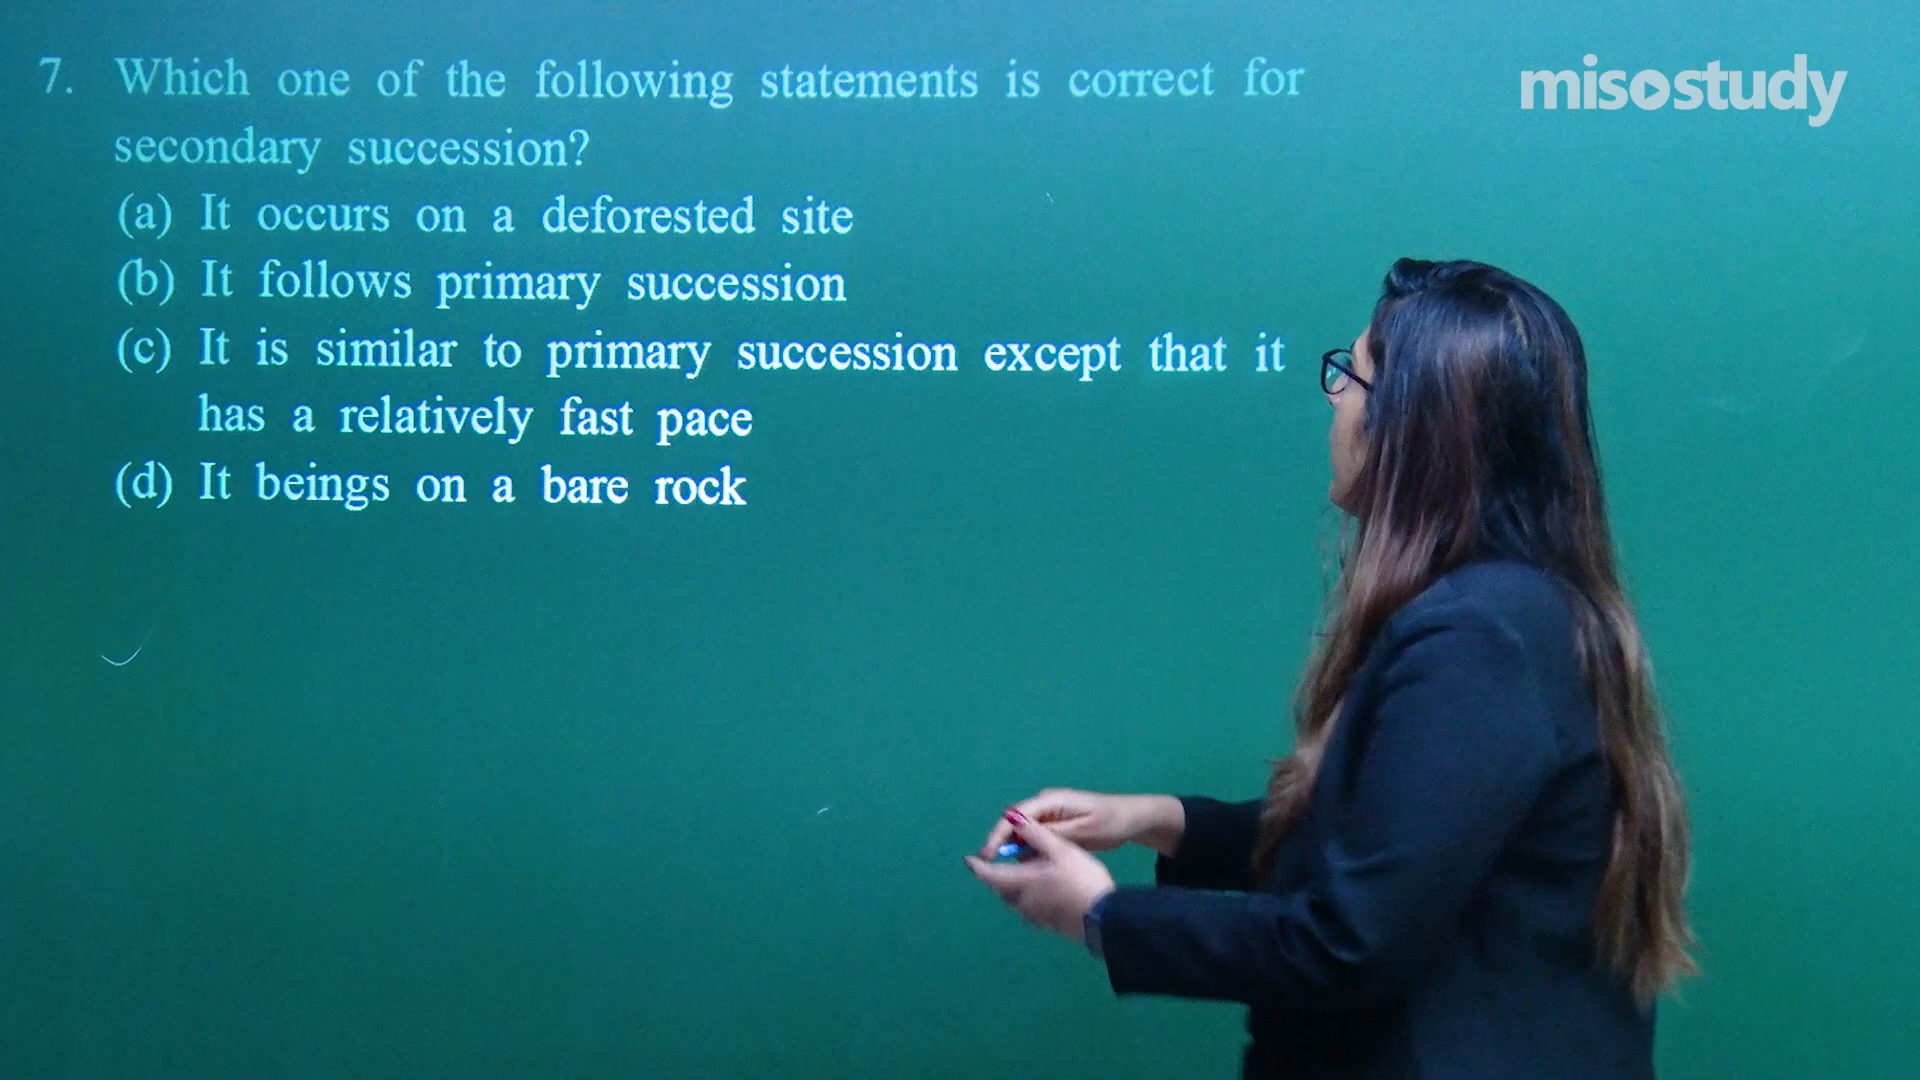 misostudy
7. Which one of the following statements is correct for
secondary succession?
(a) It occurs on a deforested site
(b) It follows primary succession
(c) It is similar to primary succession except that it
has a relatively fast pace
(d) It beings on a bare rock